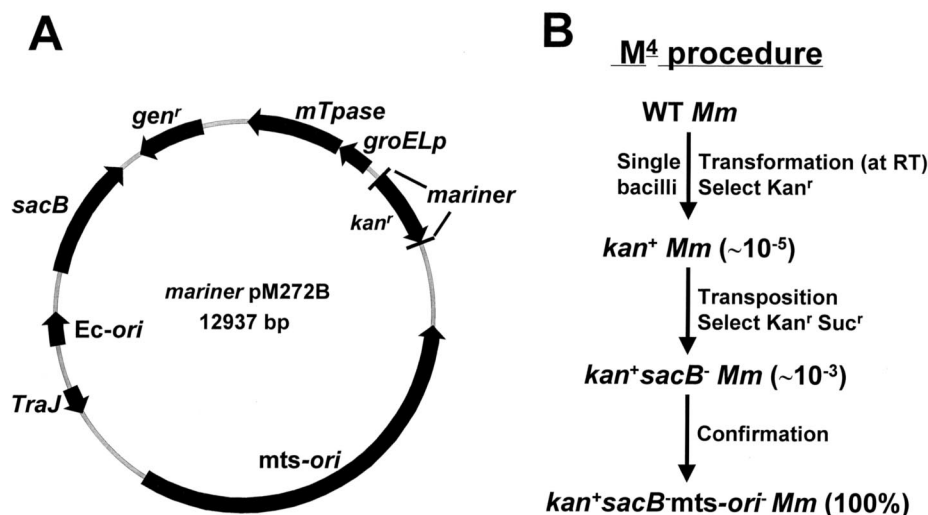 A
genʳ
mTpase
groELp
mariner
kanʳ
sacB
mariner pM272B
12937 bp
Ec-ori
TraJ
mts-ori
B
M⁴ procedure
WT Mm
Single
bacilli
Transformation (at RT)
Select Kanʳ
kan⁺ Mm (~10⁻⁵)
Transposition
Select Kanʳ Sucʳ
kan⁺sacB⁻ Mm (~10⁻³)
Confirmation
kan⁺sacB⁻mts-ori⁻ Mm (100%)